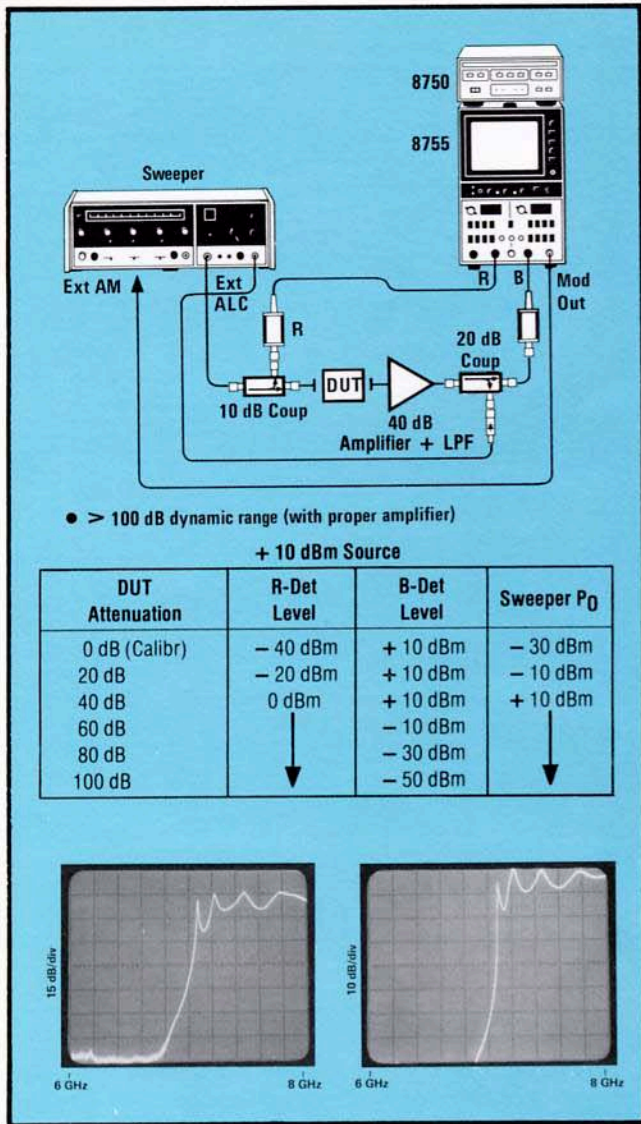 8750
8755
Sweeper
Ext AM
Ext
ALC
R
R
B
Mod
Out
20 dB
Coup
10 dB Coup
DUT
40 dB
Amplifier + LPF
● > 100 dB dynamic range (with proper amplifier)
+ 10 dBm Source
DUT Attenuation R-Det Level B-Det Level Sweeper P0
0 dB (Calibr) − 40 dBm + 10 dBm − 30 dBm
20 dB − 20 dBm + 10 dBm − 10 dBm
40 dB 0 dBm + 10 dBm + 10 dBm
60 dB − 10 dBm
80 dB − 30 dBm
100 dB − 50 dBm
15 dB/div
6 GHz
8 GHz
10 dB/div
6 GHz
8 GHz